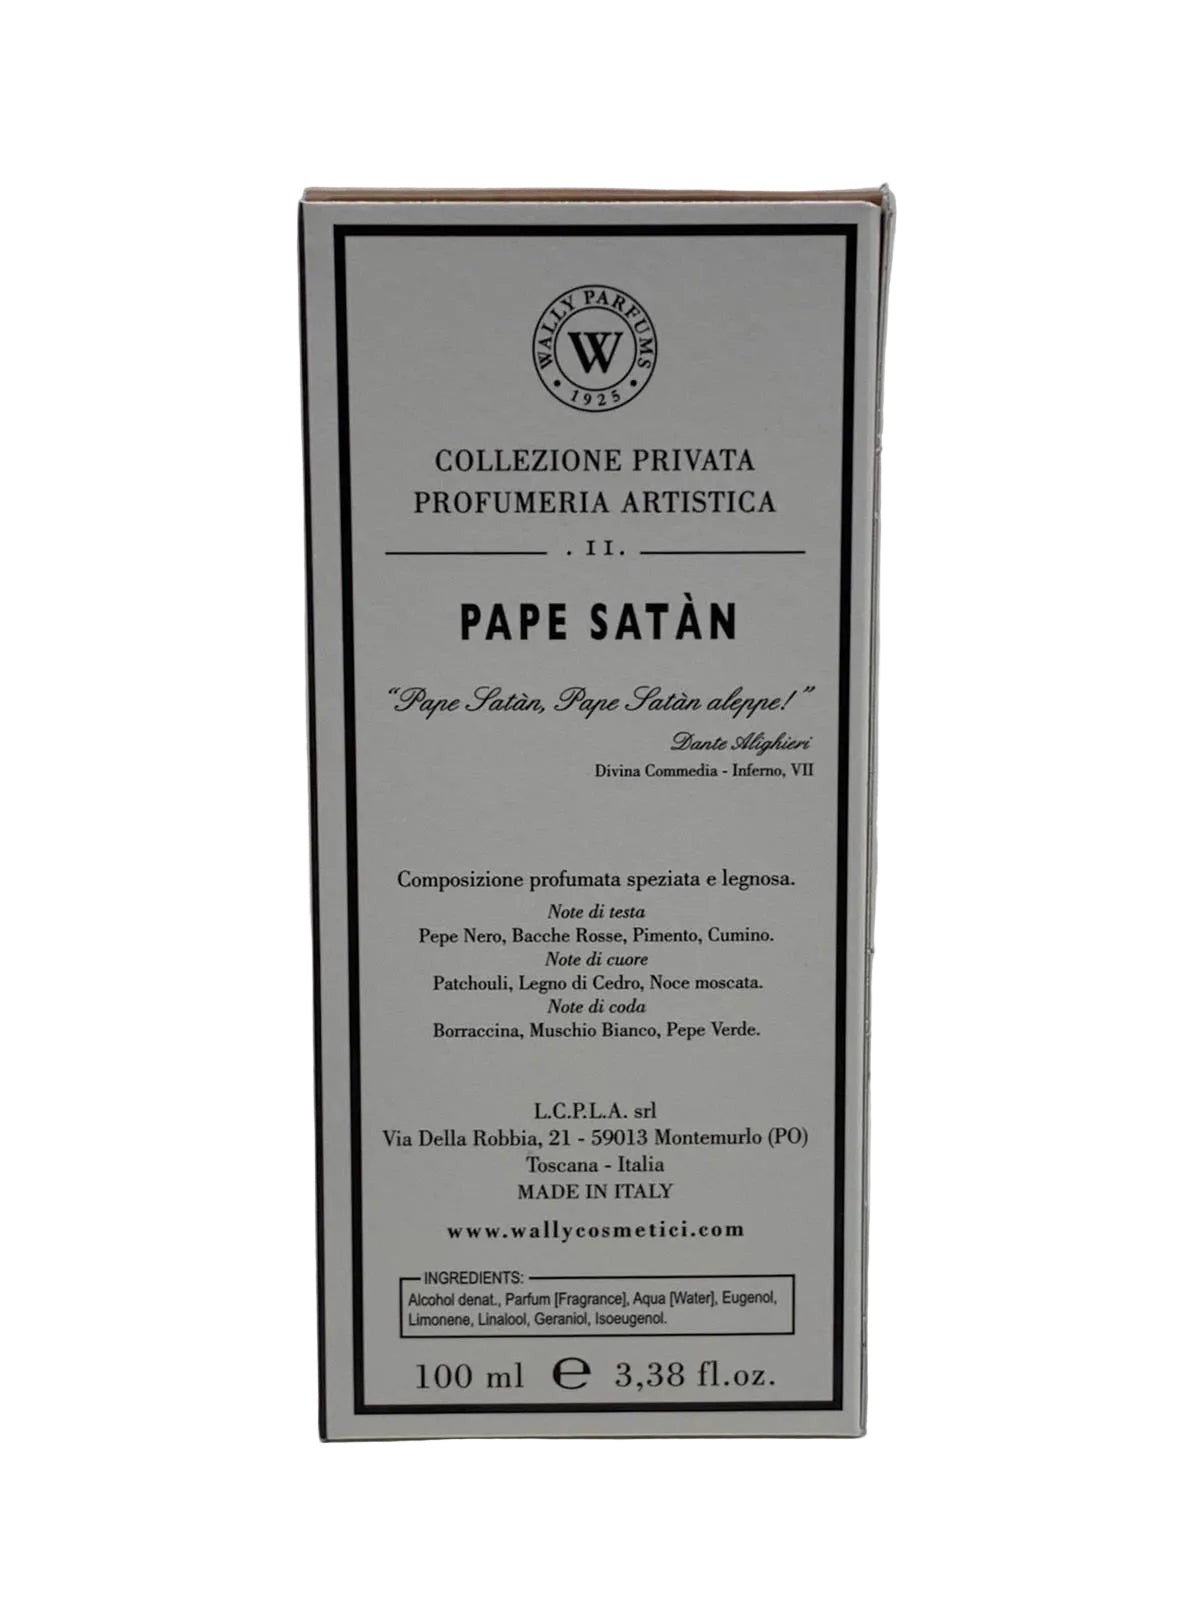 WALLY PARFUMS
W
• 1925 •
COLLEZIONE PRIVATA
PROFUMERIA ARTISTICA
. II.
PAPE SATÀN
“Pape Satàn, Pape Satàn aleppe!”
Dante Alighieri
Divina Commedia - Inferno, VII
Composizione profumata speziata e legnosa.
Note di testa
Pepe Nero, Bacche Rosse, Pimento, Cumino.
Note di cuore
Patchouli, Legno di Cedro, Noce moscata.
Note di coda
Borraccina, Muschio Bianco, Pepe Verde.
L.C.P.L.A. srl
Via Della Robbia, 21 - 59013 Montemurlo (PO)
Toscana - Italia
MADE IN ITALY
www.wallycosmetici.com
INGREDIENTS:
Alcohol denat., Parfum [Fragrance], Aqua [Water], Eugenol,
Limonene, Linalool, Geraniol, Isoeugenol.
100 ml ℮ 3,38 fl.oz.